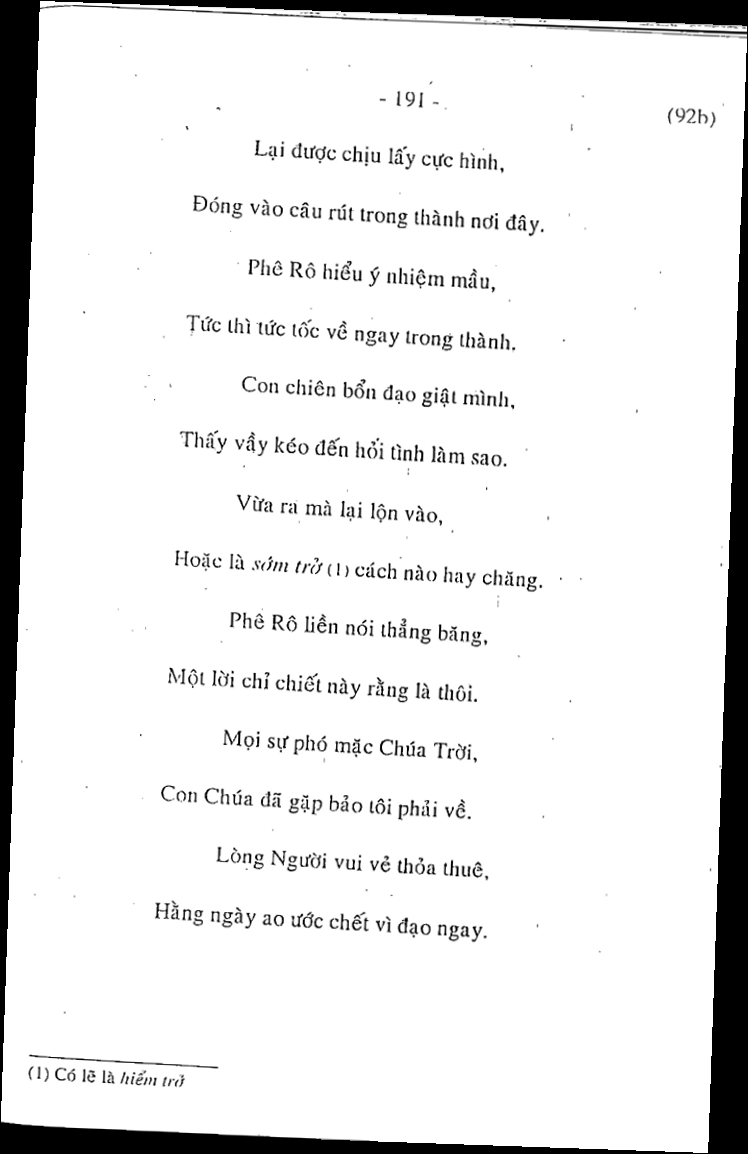 - 191 -
(92b)
Lại được chịu lấy cực hình,
Đóng vào câu rút trong thành nơi đây.
Phê Rô hiểu ý nhiệm mầu,
Tức thì tức tốc về ngay trong thành.
Con chiên bổn đạo giật mình,
Thấy vầy kéo đến hỏi tình làm sao.
Vừa ra mà lại lộn vào,
Hoặc là sớm trở (1) cách nào hay chăng.
Phê Rô liền nói thẳng băng,
Một lời chỉ chiết này rằng là thôi.
Mọi sự phó mặc Chúa Trời,
Con Chúa đã gặp bảo tôi phải về.
Lòng Người vui vẻ thỏa thuê,
Hằng ngày ao ước chết vì đạo ngay.
(1) Có lẽ là hiểm trở